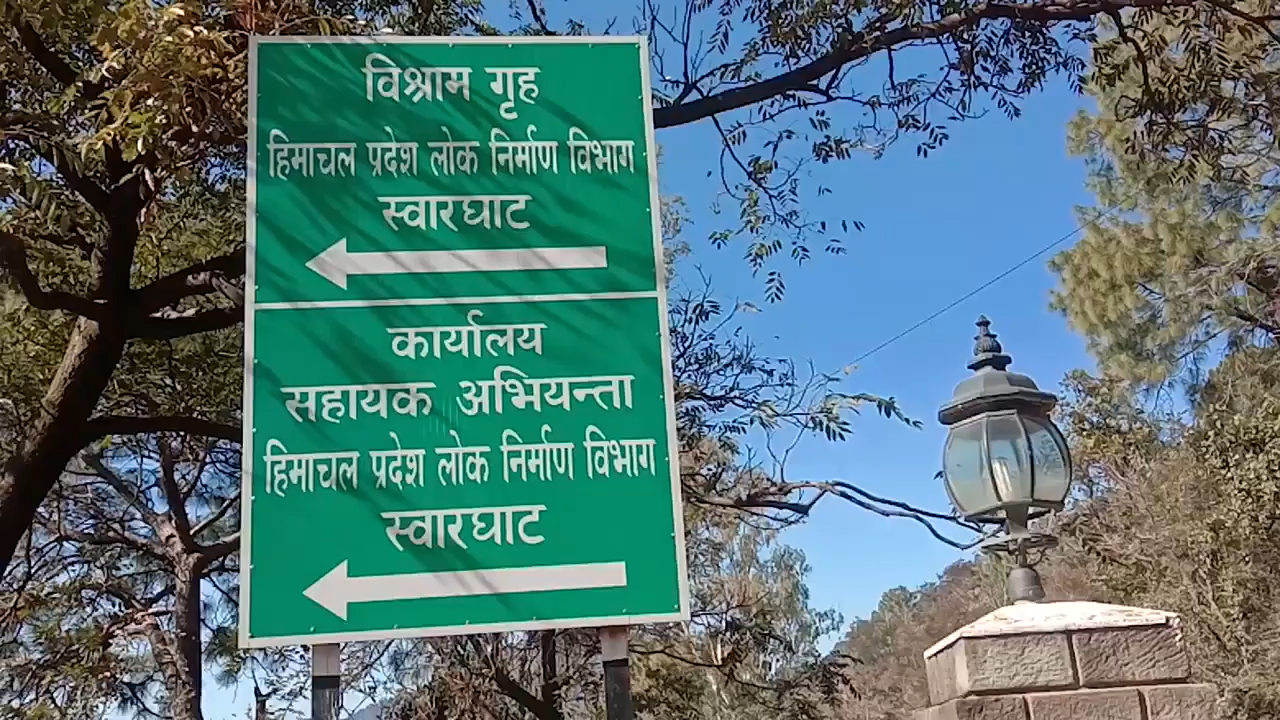 विश्राम गृह
हिमाचल प्रदेश लोक निर्माण विभाग
स्वारघाट
कार्यालय
सहायक अभियन्ता
हिमाचल प्रदेश लोक निर्माण विभाग
स्वारघाट